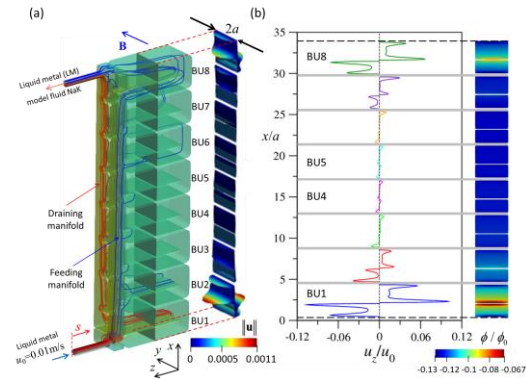 (a)
B
2a
Liquid metal (LM)
model fluid NaK
BU8
BU7
BU6
BU5
BU4
BU3
BU2
BU1
Draining
manifold
Feeding
manifold
Liquid metal
u₀=0.01m/s
s
x
y
z
‖u‖
0 0.0005 0.0011
(b)
35
30
25
x/a
20
15
10
5
0
BU8
BU5
BU4
BU1
-0.12 -0.06 0 0.06 0.12
u_z/u₀
ϕ/ϕ₀
-0.13 -0.11 -0.10 -0.08 -0.067